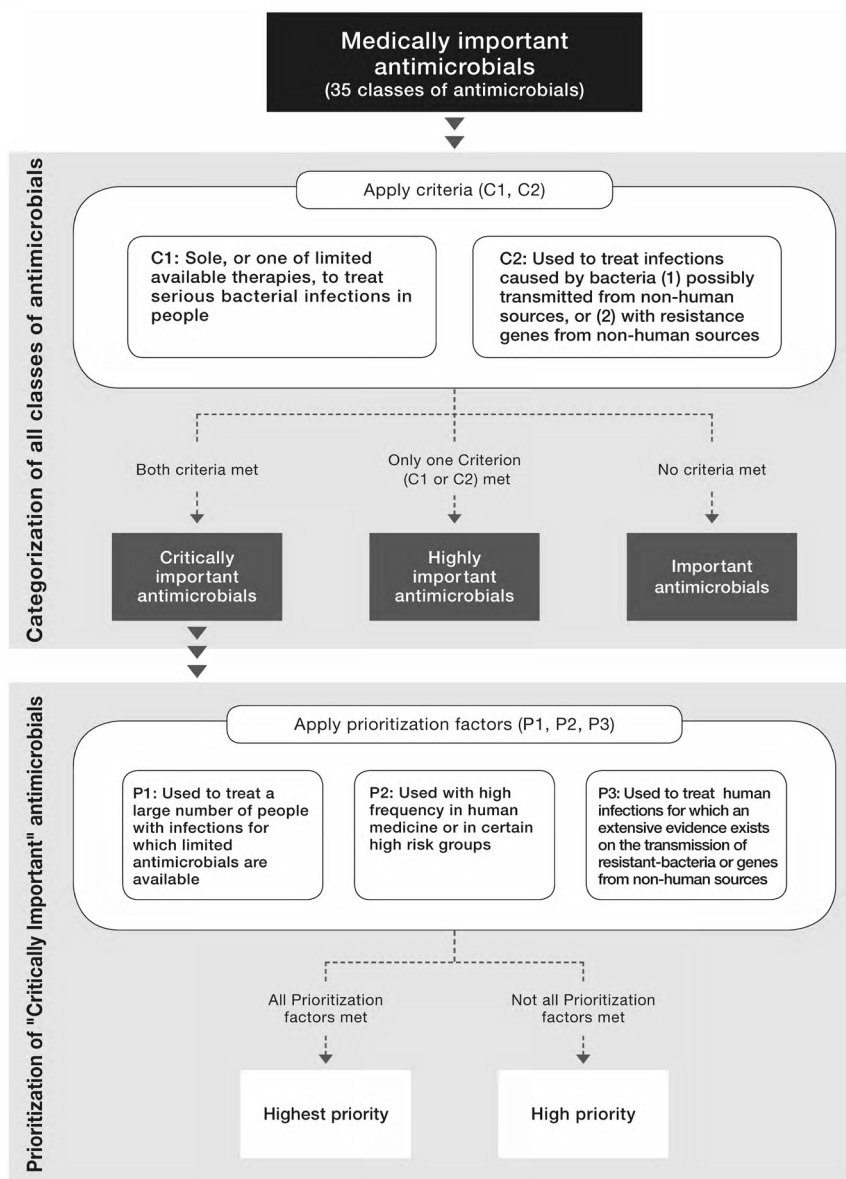 Medically important
antimicrobials
(35 classes of antimicrobials)
Categorization of all classes of antimicrobials
Apply criteria (C1, C2)
C1: Sole, or one of limited
available therapies, to treat
serious bacterial infections in
people
C2: Used to treat infections
caused by bacteria (1) possibly
transmitted from non-human
sources, or (2) with resistance
genes from non-human sources
Both criteria met
Only one Criterion
(C1 or C2) met
No criteria met
Critically
important
antimicrobials
Highly
important
antimicrobials
Important
antimicrobials
Prioritization of "Critically Important" antimicrobials
Apply prioritization factors (P1, P2, P3)
P1: Used to treat a
large number of people
with infections for
which limited
antimicrobials are
available
P2: Used with high
frequency in human
medicine or in certain
high risk groups
P3: Used to treat human
infections for which an
extensive evidence exists
on the transmission of
resistant-bacteria or genes
from non-human sources
All Prioritization
factors met
Not all Prioritization
factors met
Highest priority
High priority